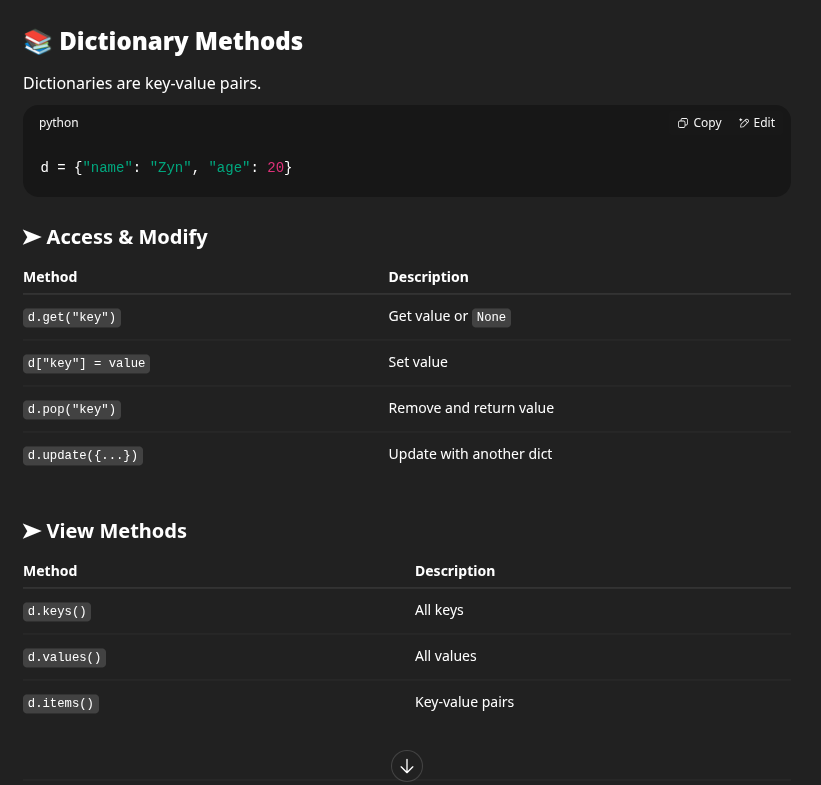 📚 Dictionary Methods
Dictionaries are key-value pairs.
python Copy Edit
d = {"name": "Zyn", "age": 20}
➤ Access & Modify
Method Description
d.get("key") Get value or None
d["key"] = value Set value
d.pop("key") Remove and return value
d.update({...}) Update with another dict
➤ View Methods
Method Description
d.keys() All keys
d.values() All values
d.items() Key-value pairs